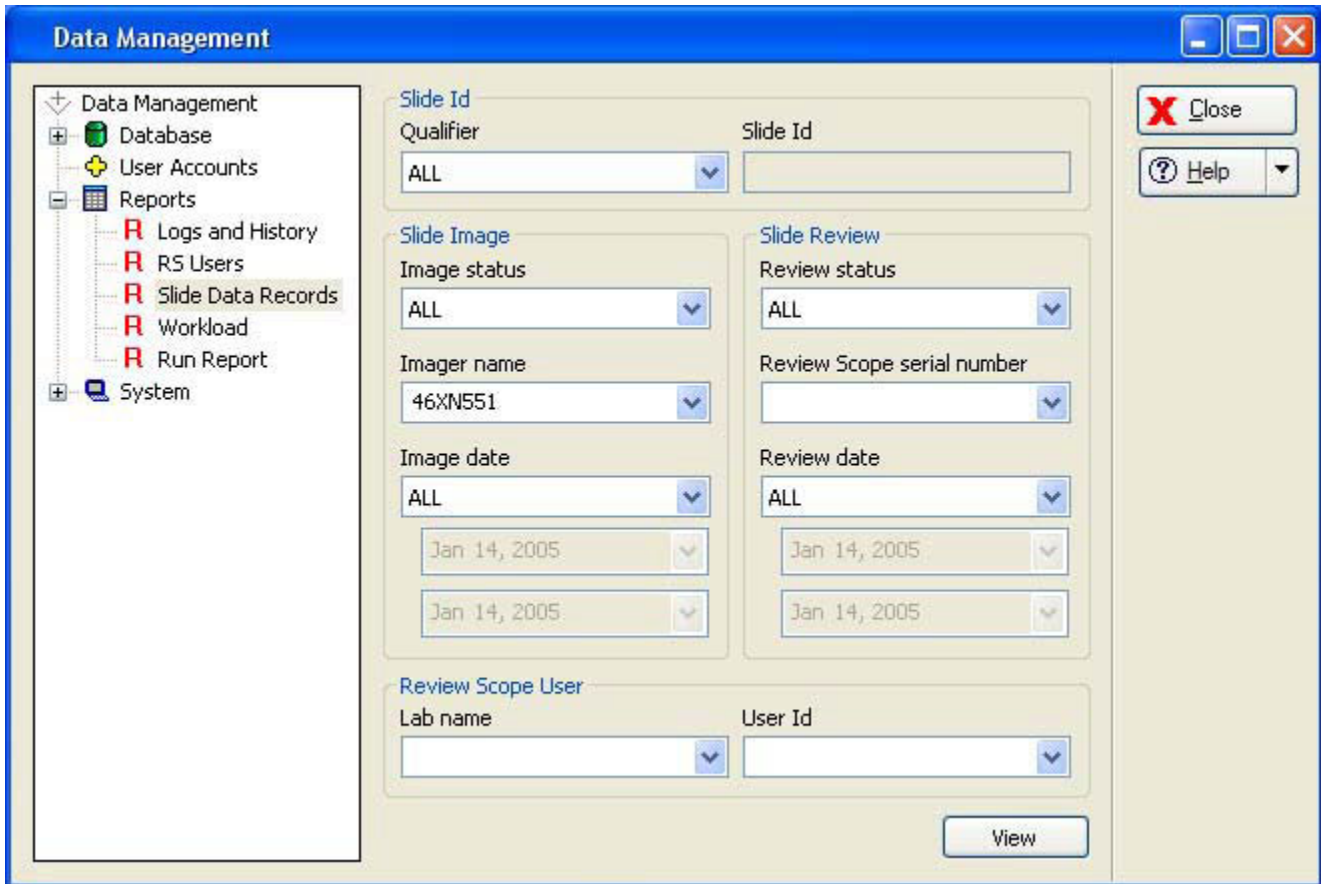 Data Management
Data Management
Database
User Accounts
Reports
Logs and History
RS Users
Slide Data Records
Workload
Run Report
System
Slide Id
Qualifier
Slide Id
ALL
Slide Image
Image status
ALL
Imager name
46XN551
Image date
ALL
Jan 14, 2005
Jan 14, 2005
Slide Review
Review status
ALL
Review Scope serial number
Review date
ALL
Jan 14, 2005
Jan 14, 2005
Review Scope User
Lab name
User Id
View
Close
Help